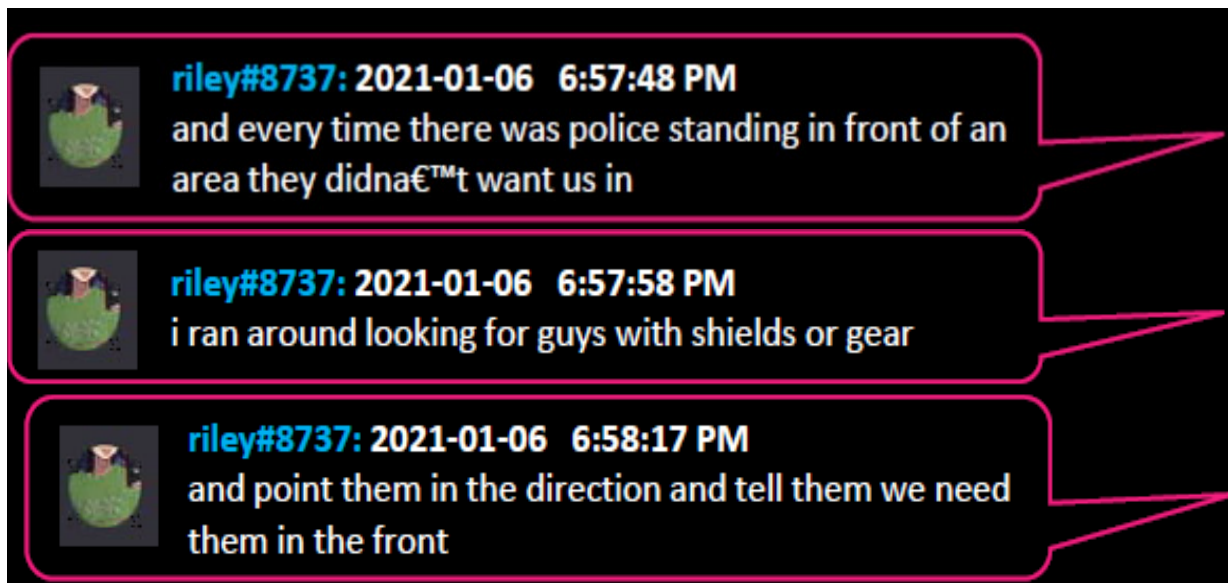 riley#8737: 2021-01-06 6:57:48 PM
and every time there was police standing in front of an
area they didna€™t want us in
riley#8737: 2021-01-06 6:57:58 PM
i ran around looking for guys with shields or gear
riley#8737: 2021-01-06 6:58:17 PM
and point them in the direction and tell them we need
them in the front